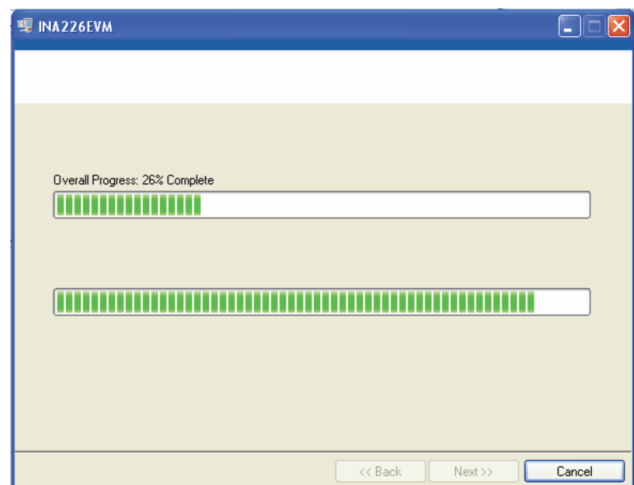 INA226EVM
Overall Progress: 26% Complete
<< Back
Next >>
Cancel